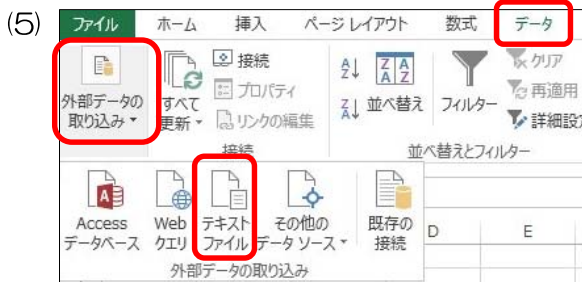 (5)
ファイル ホーム 挿入 ページ レイアウト 数式 データ
外部データの
取り込み
すべて
更新
接続
プロパティ
リンクの編集
接続
並べ替え
フィルター
クリア
再適用
詳細設定
並べ替えとフィルター
Access
データベース
Web
クエリ
テキスト
ファイル
その他の
データ ソース
既存の
接続
外部データの取り込み
D E